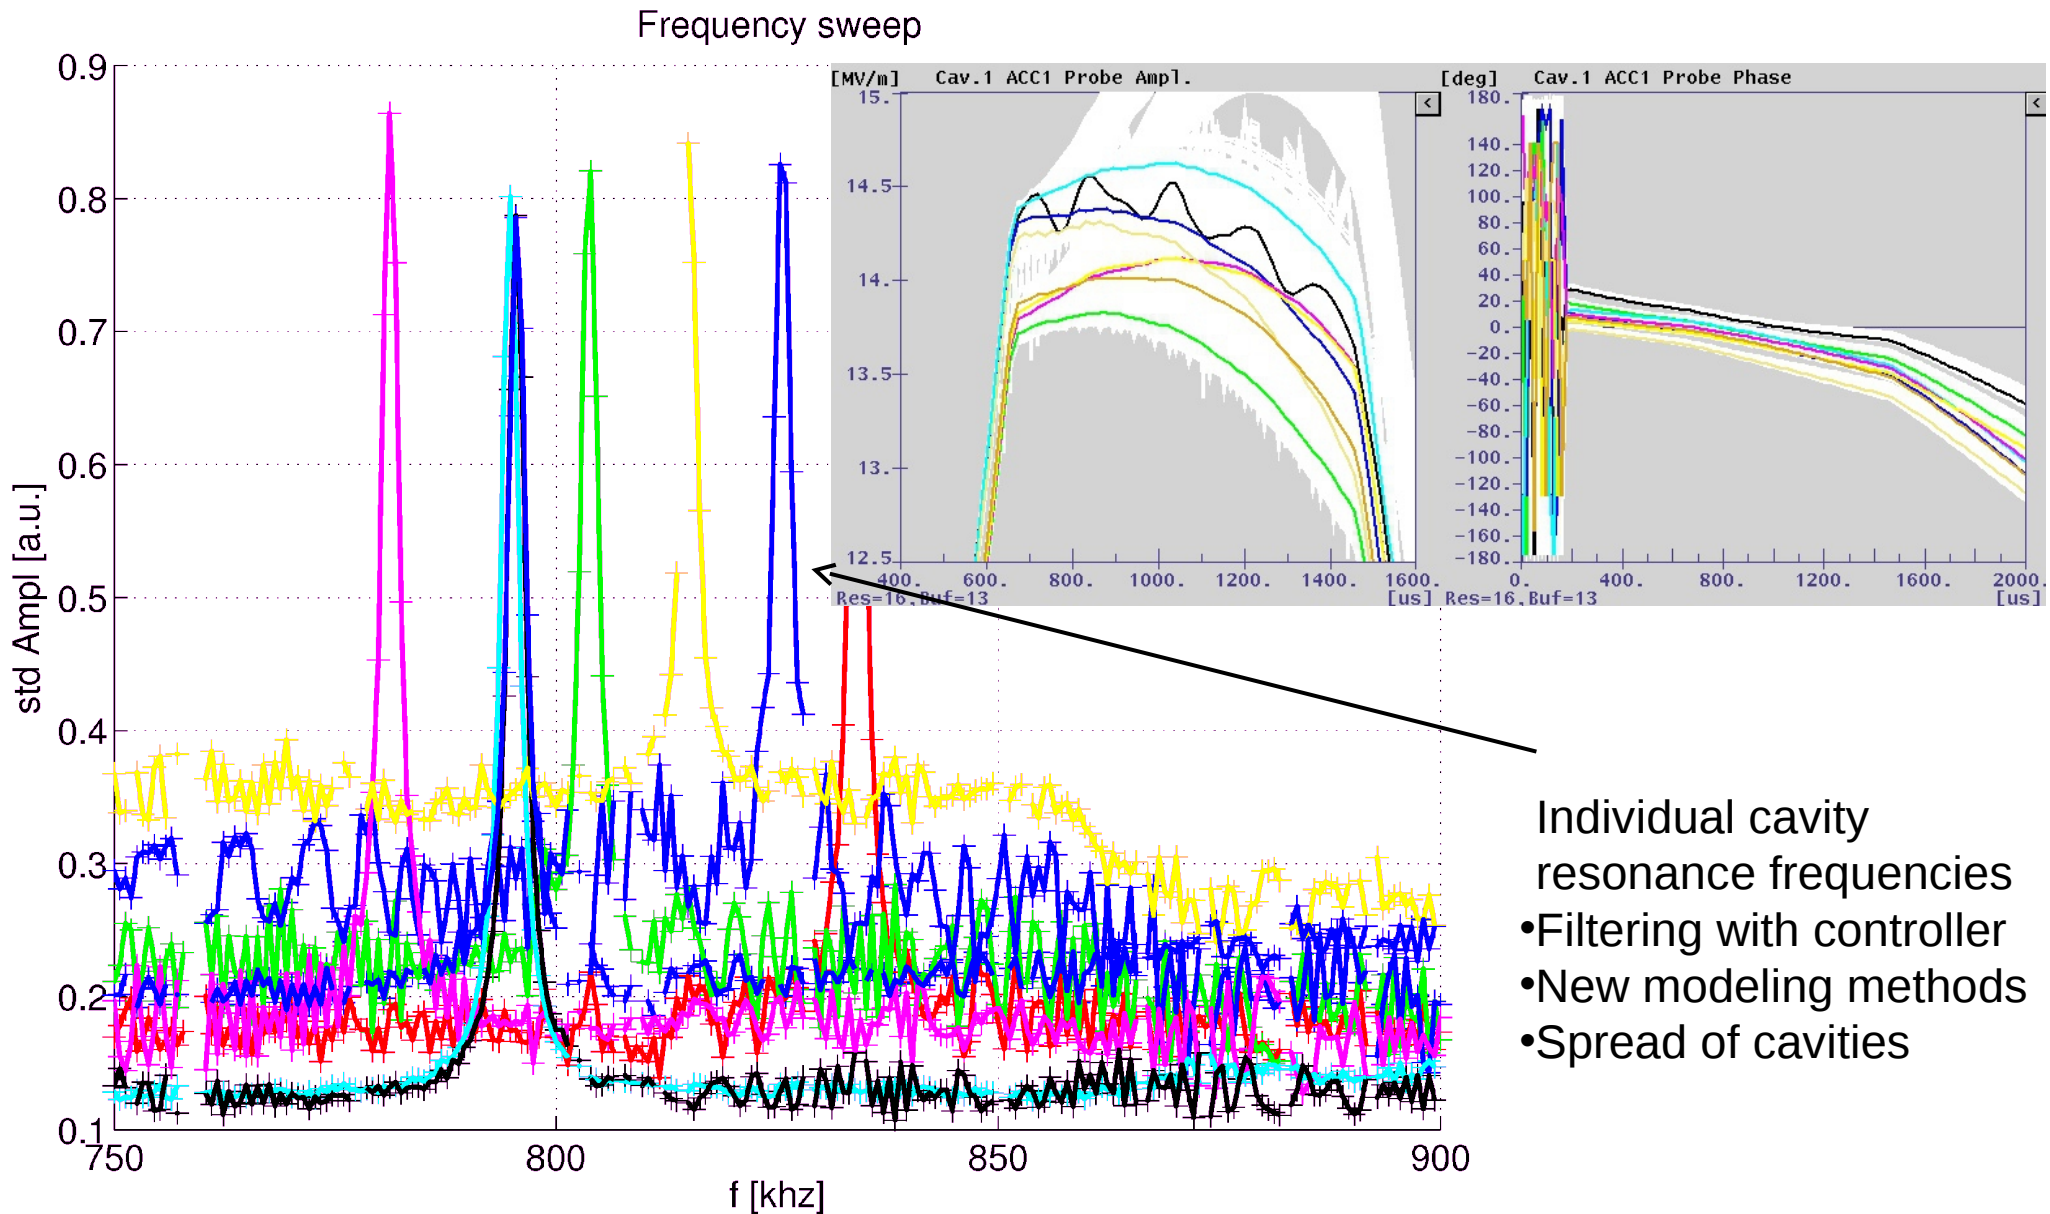 Frequency sweep
0.9
0.8
0.7
0.6
0.5
0.4
0.3
0.2
0.1
std Ampl [a.u.]
750
800
850
900
f [khz]
[MV/m] Cav.1 ACC1 Probe Ampl.
<
15.
14.5
14.
13.5
13.
12.5
400. 600. 800. 1000. 1200. 1400. 1600.
Res=16,Buf=13 [us]
[deg] Cav.1 ACC1 Probe Phase
<
180.
140.
120.
100.
80.
60.
40.
20.
0.
-20.
-40.
-60.
-80.
-100.
-120.
-140.
-160.
-180.
0. 400. 800. 1200. 1600. 2000.
Res=16,Buf=13 [us]
Individual cavity
resonance frequencies
•Filtering with controller
•New modeling methods
•Spread of cavities